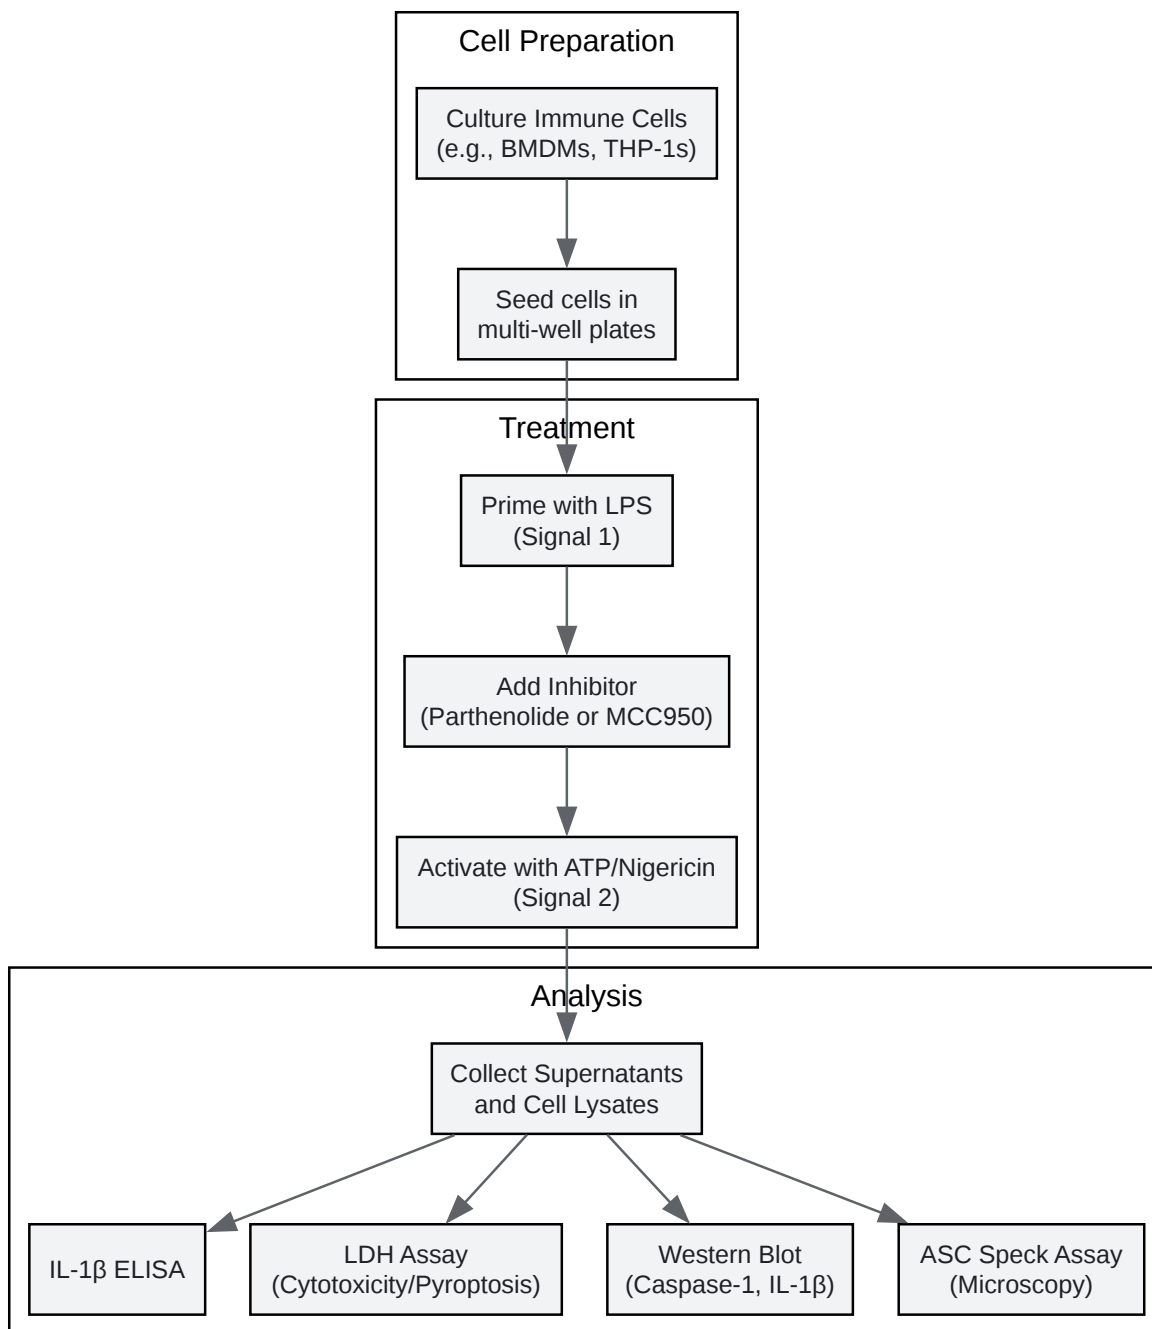 Cell Preparation
Culture Immune Cells
(e.g., BMDMs, THP-1s)
Seed cells in
multi-well plates
Treatment
Prime with LPS
(Signal 1)
Add Inhibitor
(Parthenolide or MCC950)
Activate with ATP/Nigericin
(Signal 2)
Analysis
Collect Supernatants
and Cell Lysates
IL-1β ELISA
LDH Assay
(Cytotoxicity/Pyroptosis)
Western Blot
(Caspase-1, IL-1β)
ASC Speck Assay
(Microscopy)